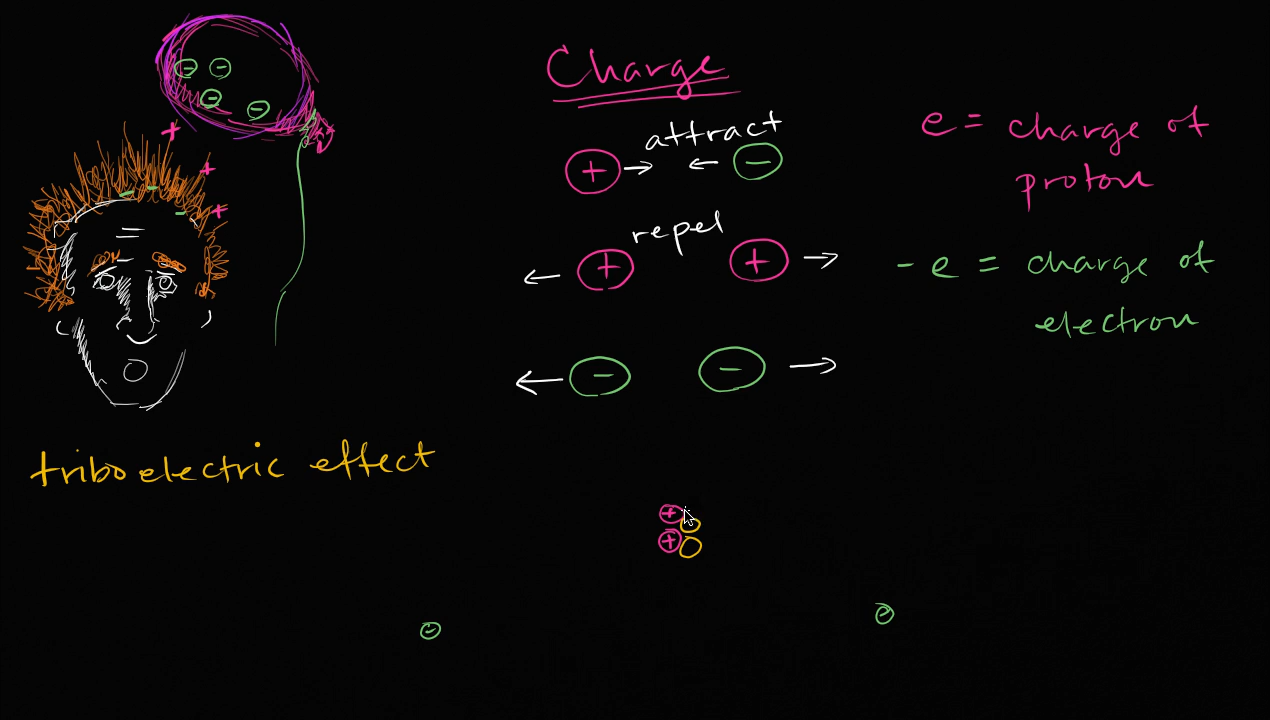 Charge
attract
+ -
repel
+ +
- -
e = charge of
proton
- e = charge of
electron
triboelectric effect